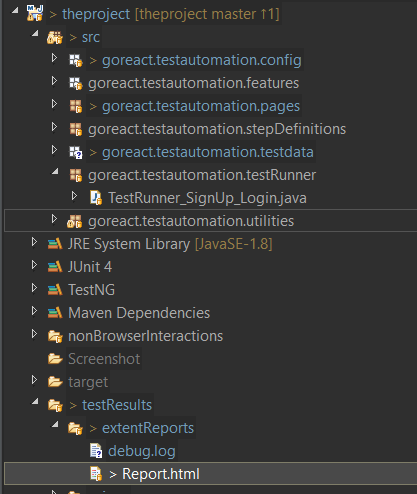 > theproject [theproject master ↑1]
> src
> goreact.testautomation.config
goreact.testautomation.features
> goreact.testautomation.pages
goreact.testautomation.stepDefinitions
> goreact.testautomation.testdata
goreact.testautomation.testRunner
TestRunner_SignUp_Login.java
goreact.testautomation.utilities
JRE System Library [JavaSE-1.8]
JUnit 4
TestNG
Maven Dependencies
nonBrowserInteractions
Screenshot
target
> testResults
> extentReports
debug.log
> Report.html